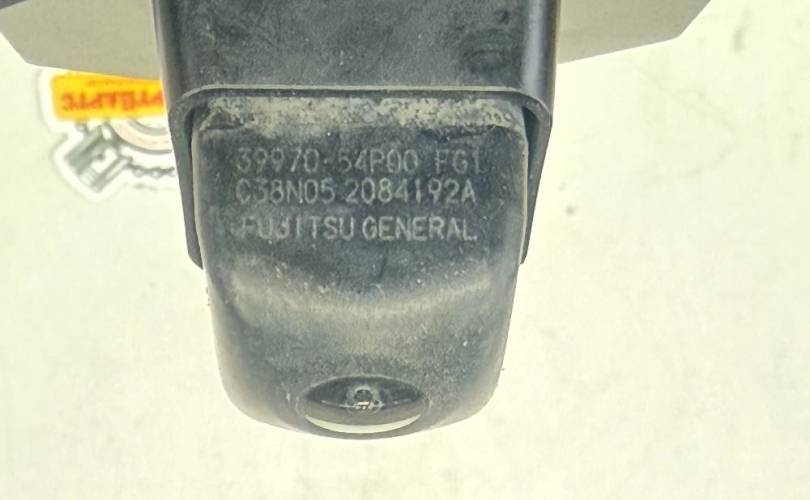 39970-54P00 FG1
C38N05 2084192A
FUJITSU GENERAL